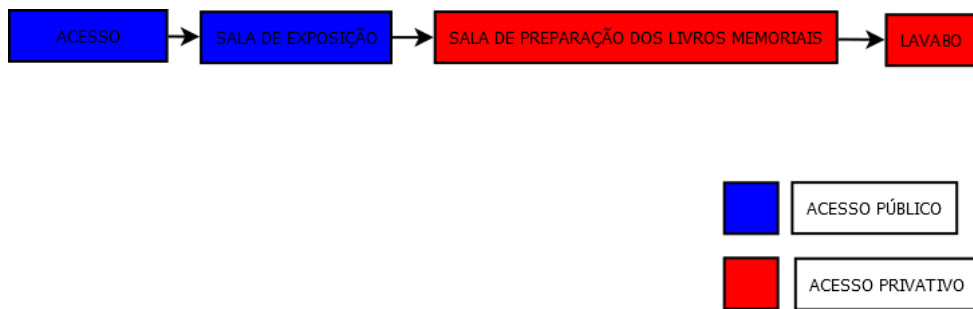 ACESSO
SALA DE EXPOSIÇÃO
SALA DE PREPARAÇÃO DOS LIVROS MEMORIAIS
LAVABO
ACESSO PÚBLICO
ACESSO PRIVATIVO